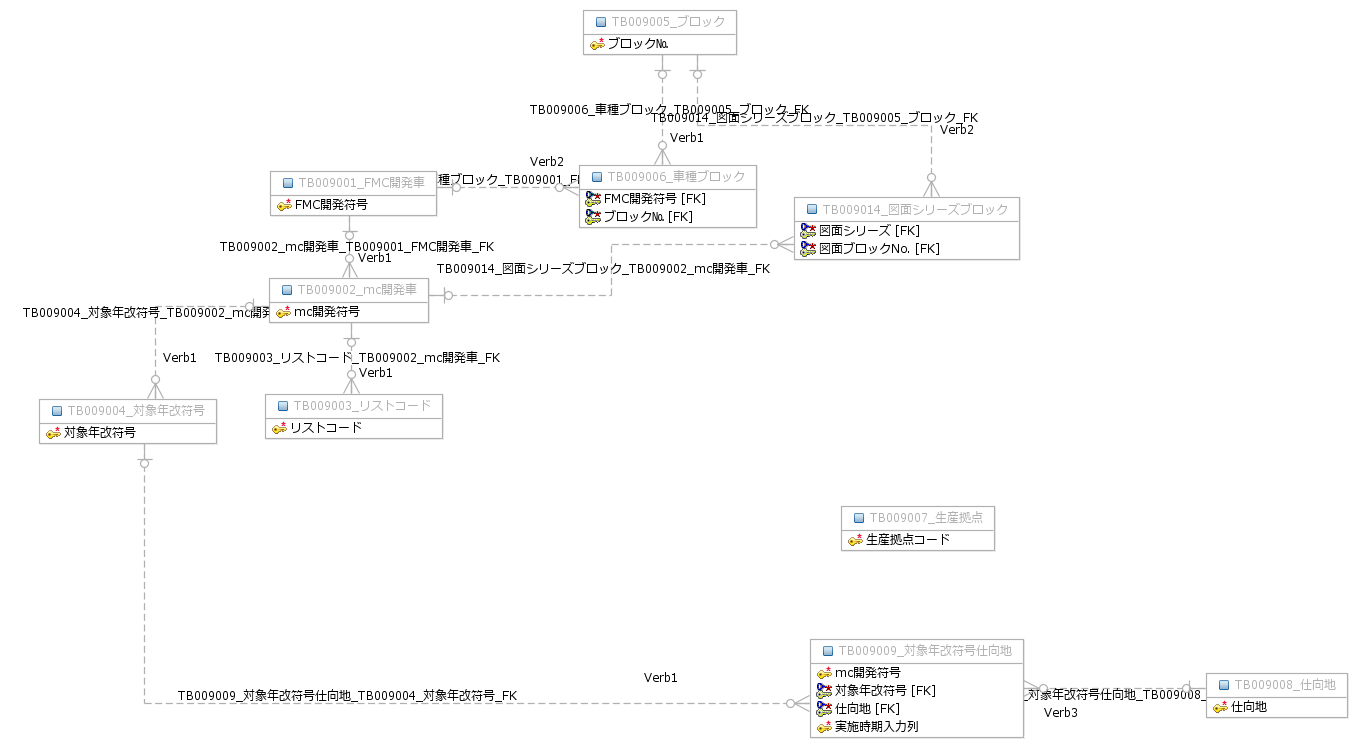 TB009005_ブロック
ブロック№
TB009006_車種ブロック_TB009005_ブロック_FK
TB009014_図面シリーズブロック_TB009005_ブロック_FK
Verb2
Verb1
Verb2
TB009001_FMC開発車
FMC開発符号
種ブロック_TB009001_F
TB009006_車種ブロック
FMC開発符号 [FK]
ブロック№ [FK]
TB009014_図面シリーズブロック
図面シリーズ [FK]
図面ブロックNo. [FK]
TB009002_mc開発車_TB009001_FMC開発車_FK
Verb1
TB009014_図面シリーズブロック_TB009002_mc開発車_FK
TB009002_mc開発車
mc開発符号
TB009004_対象年改符号_TB009002_mc開発
Verb1
TB009003_リストコード_TB009002_mc開発車_FK
Verb1
TB009004_対象年改符号
対象年改符号
TB009003_リストコード
リストコード
TB009007_生産拠点
生産拠点コード
TB009009_対象年改符号仕向地
mc開発符号
対象年改符号 [FK]
仕向地 [FK]
実施時期入力列
Verb1
TB009009_対象年改符号仕向地_TB009004_対象年改符号_FK
対象年改符号仕向地_TB009008_
Verb3
TB009008_仕向地
仕向地